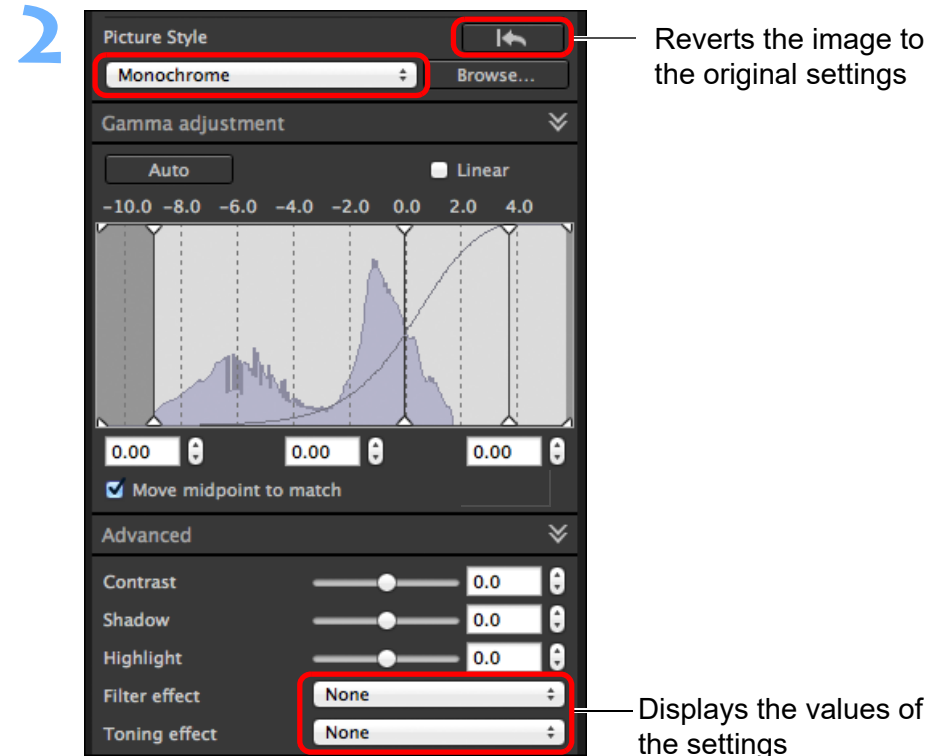 2
Picture Style
Reverts the image to
the original settings
Monochrome
Browse...
Gamma adjustment
Auto
Linear
-10.0 -8.0 -6.0 -4.0 -2.0 0.0 2.0 4.0
0.00 0.00 0.00
Move midpoint to match
Advanced
Contrast 0.0
Shadow 0.0
Highlight 0.0
Filter effect None
Toning effect None
Displays the values of
the settings